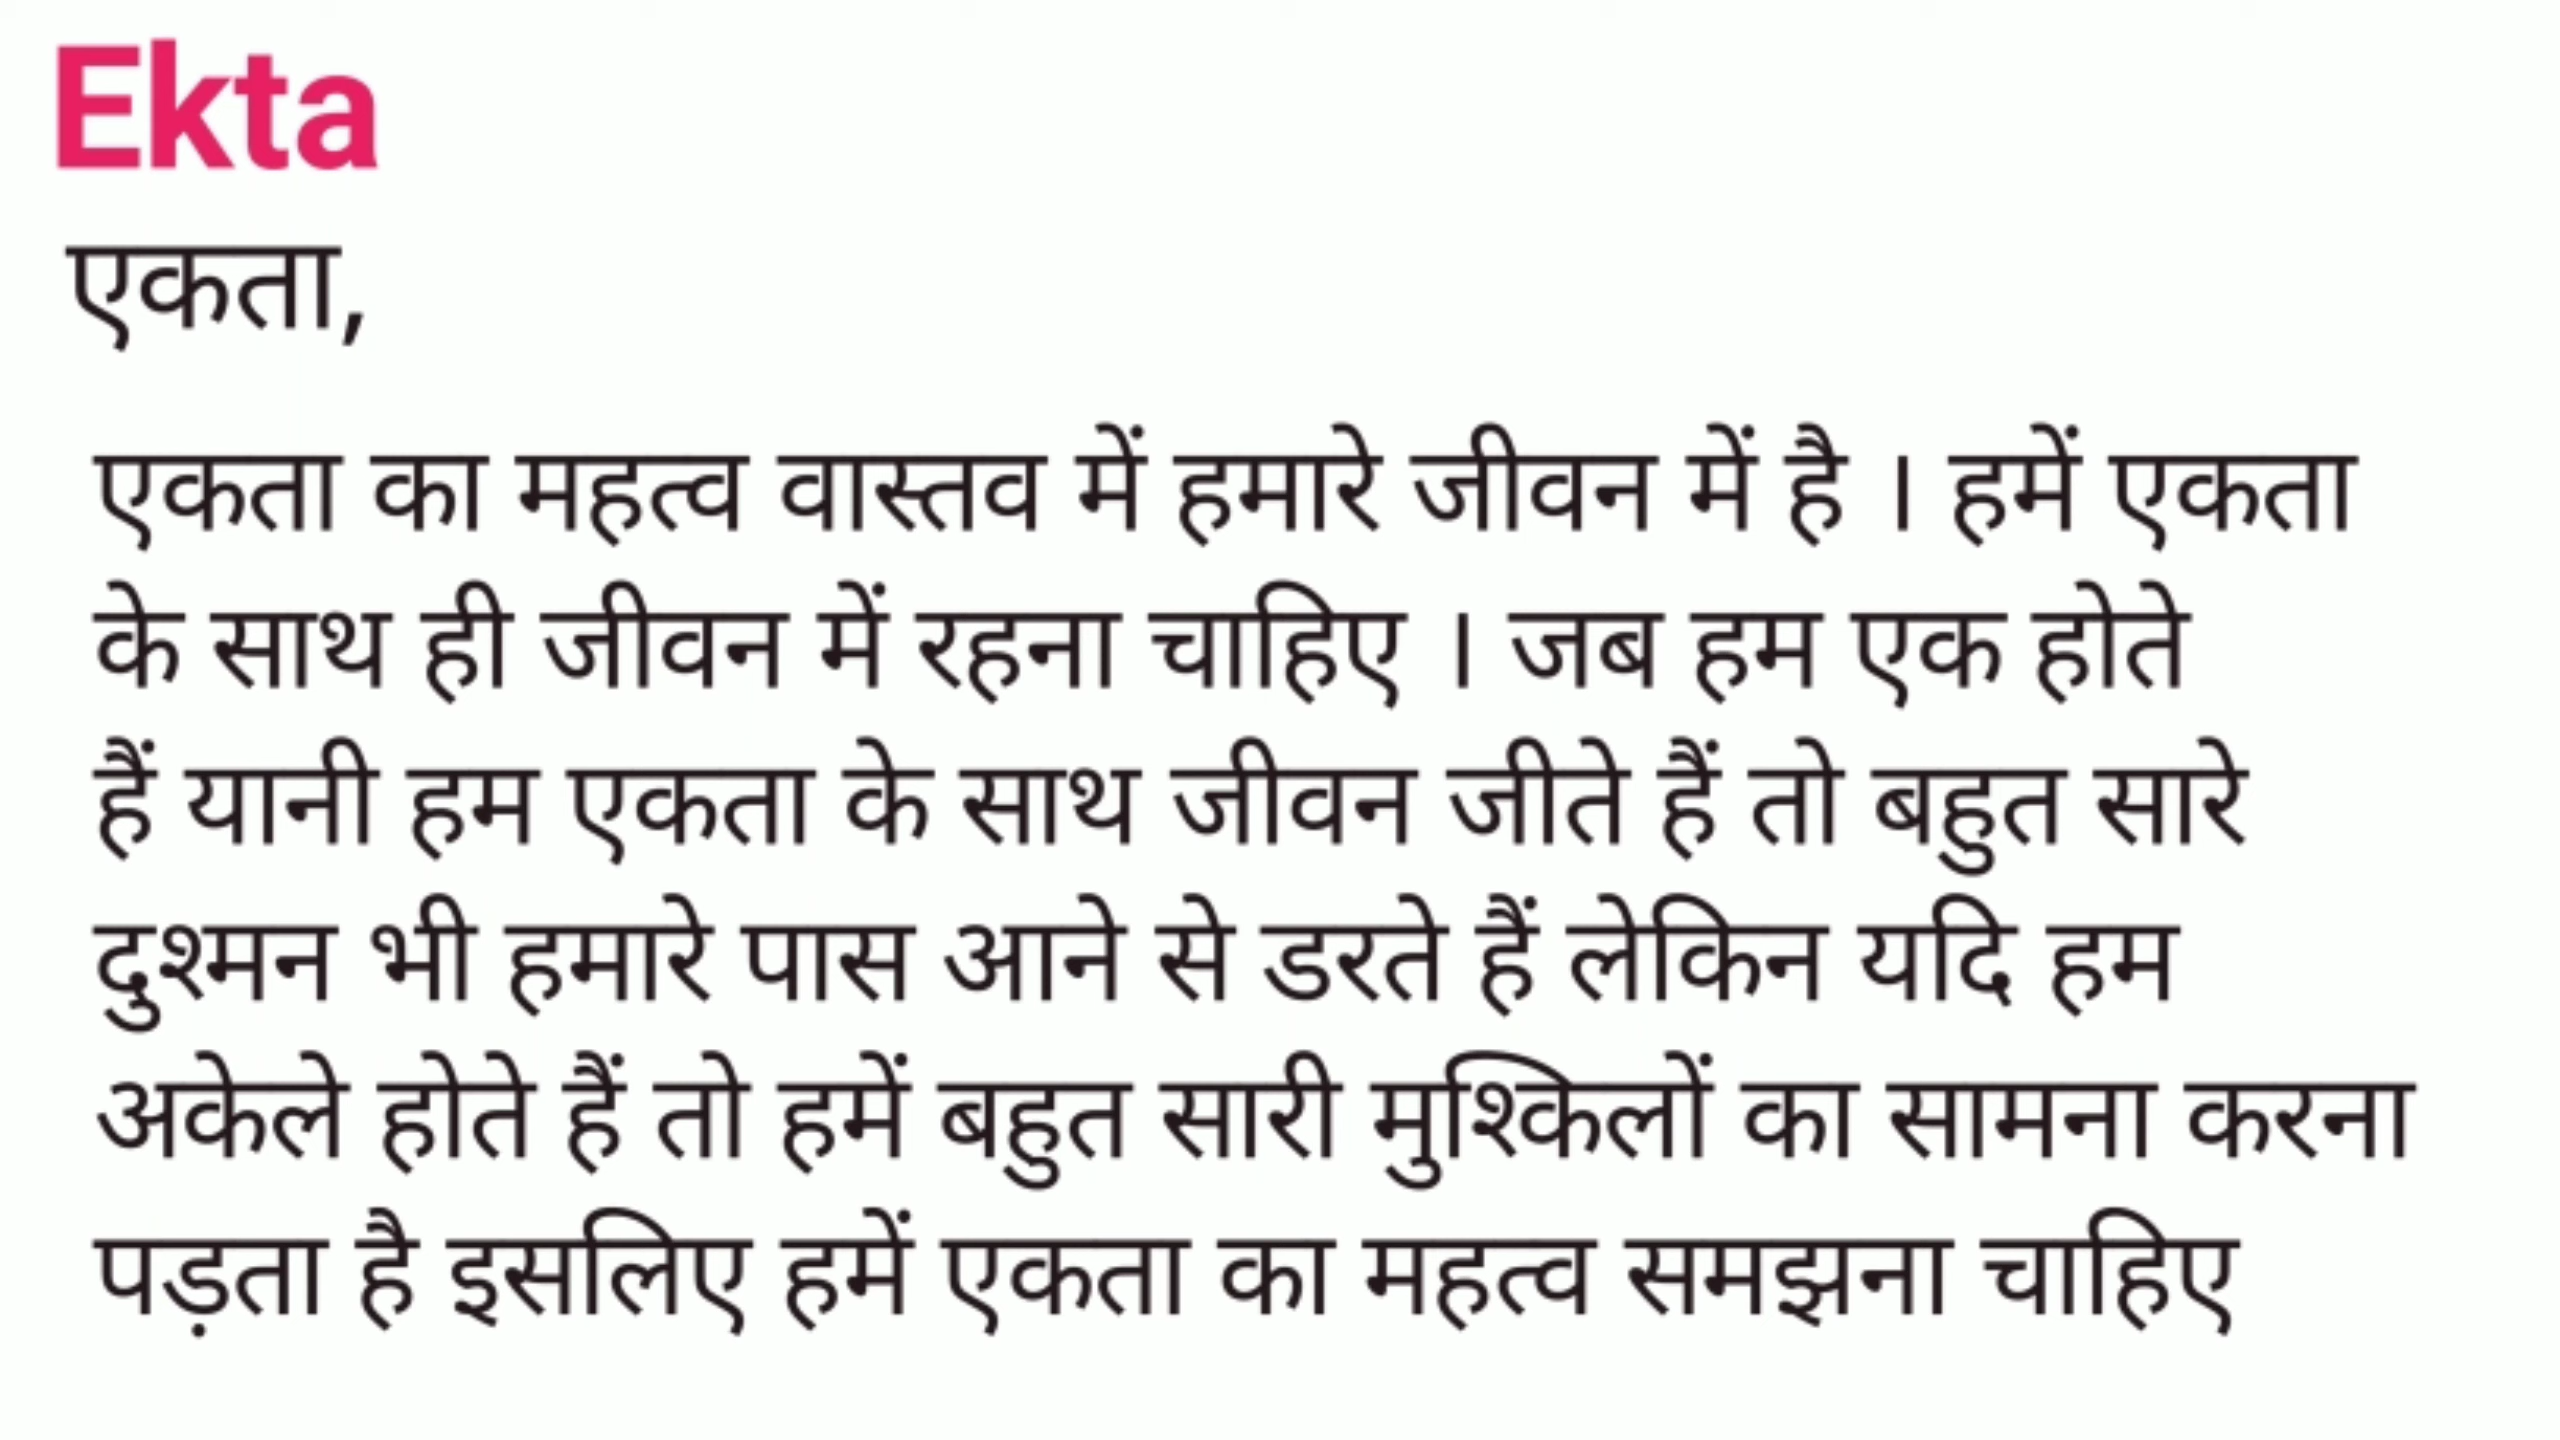 Ekta
एकता,
एकता का महत्व वास्तव में हमारे जीवन में है । हमें एकता
के साथ ही जीवन में रहना चाहिए । जब हम एक होते
हैं यानी हम एकता के साथ जीवन जीते हैं तो बहुत सारे
दुश्मन भी हमारे पास आने से डरते हैं लेकिन यदि हम
अकेले होते हैं तो हमें बहुत सारी मुश्किलों का सामना करना
पड़ता है इसलिए हमें एकता का महत्व समझना चाहिए